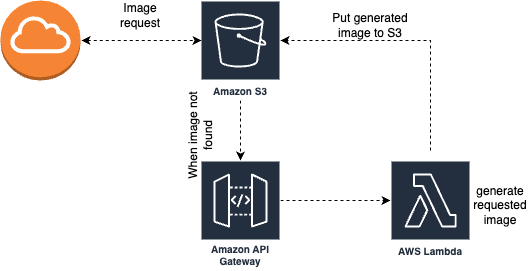 Image
request
Put generated
image to S3
Amazon S3
When image not
found
</>
generate
requested
image
Amazon API
Gateway
AWS Lambda